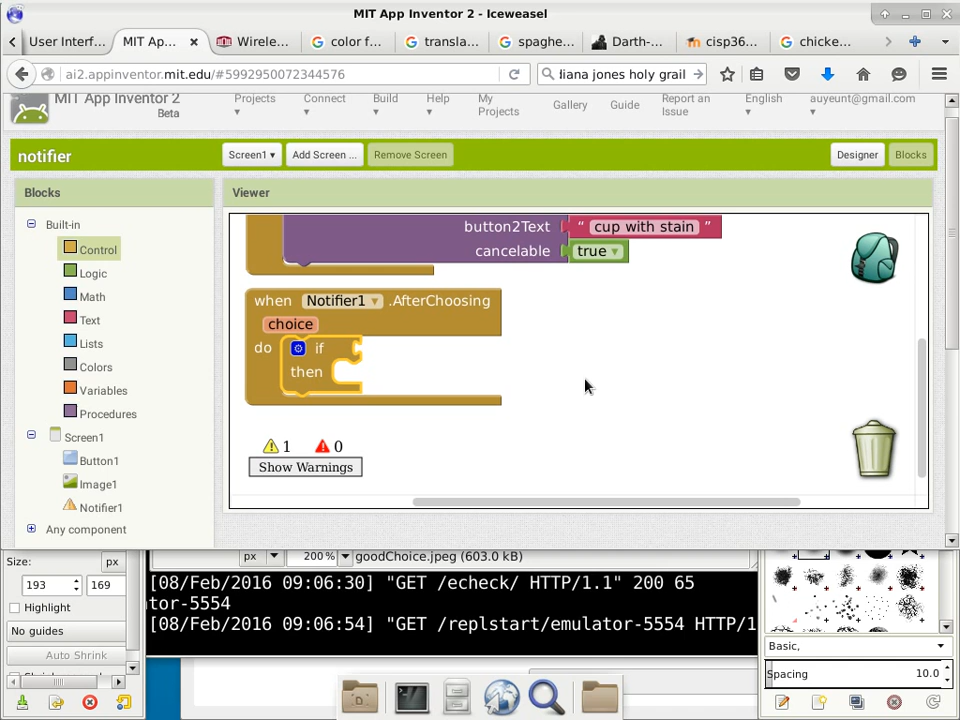 MIT App Inventor 2 - Iceweasel
User Interf... MIT Ap... Wirele... color f... transla... spaghe... Darth-... cisp36... chicke...
ai2.appinventor.mit.edu/#5992950072344576 liana jones holy grail
MIT App Inventor 2 Beta
Projects Connect Build Help My Projects Gallery Guide Report an Issue English auyeunt@gmail.com
notifier Screen1 Add Screen ... Remove Screen Designer Blocks
Blocks Viewer
Built-in
Control
Logic
Math
Text
Lists
Colors
Variables
Procedures
Screen1
Button1
Image1
Notifier1
Any component
button2Text “ cup with stain ”
cancelable true
when Notifier1 .AfterChoosing
choice
do if
then
1 0
Show Warnings
Size: px
193 169
Highlight
No guides
Auto Shrink
px 200% goodChoice.jpeg (603.0 kB)
[08/Feb/2016 09:06:30] "GET /echeck/ HTTP/1.1" 200 65
tor-5554
[08/Feb/2016 09:06:54] "GET /replstart/emulator-5554 HTTP/1
Basic,
Spacing 10.0